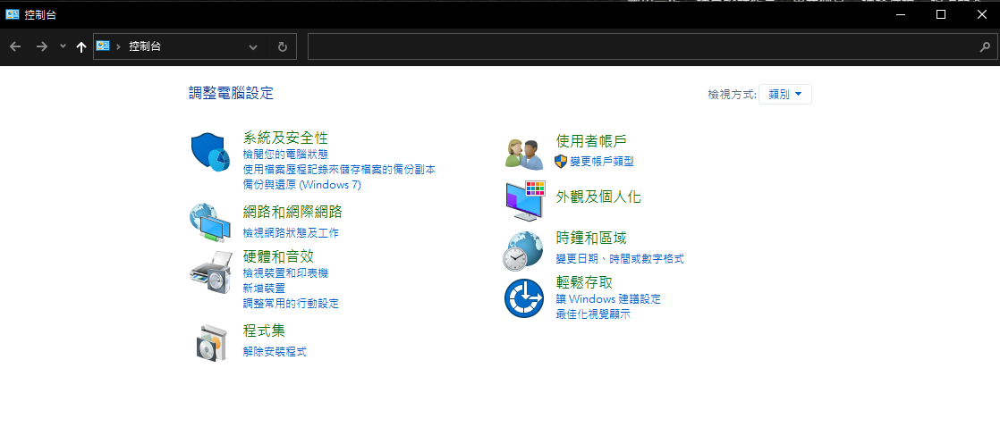 控制台
控制台
調整電腦設定
檢視方式: 類別
系統及安全性
檢閱您的電腦狀態
使用檔案歷程記錄來儲存檔案的備份副本
備份與還原 (Windows 7)
網路和網際網路
檢視網路狀態及工作
硬體和音效
檢視裝置和印表機
新增裝置
調整常用的行動設定
程式集
解除安裝程式
使用者帳戶
變更帳戶類型
外觀及個人化
時鐘和區域
變更日期、時間或數字格式
輕鬆存取
讓 Windows 建議設定
最佳化視覺顯示